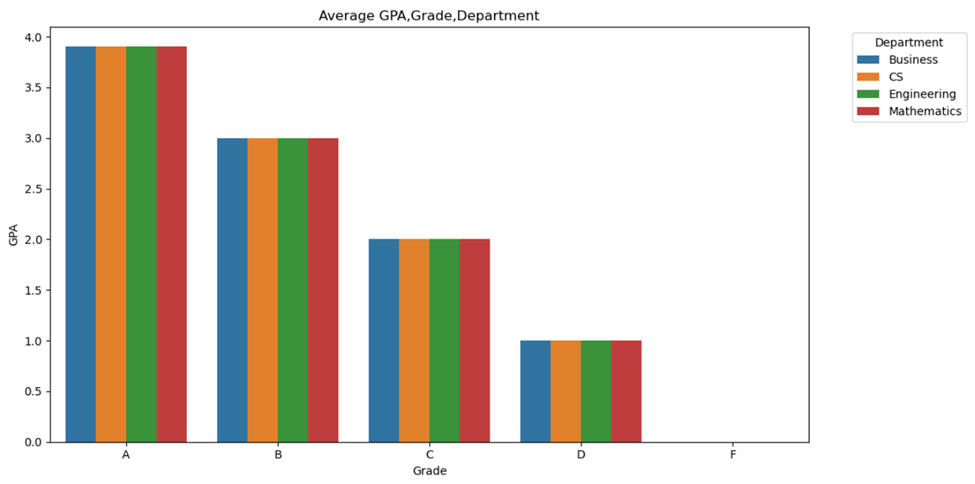 Average GPA,Grade,Department
4.0
3.5
3.0
2.5
2.0
1.5
1.0
0.5
0.0
GPA
A B C D F
Grade
Department
Business
CS
Engineering
Mathematics